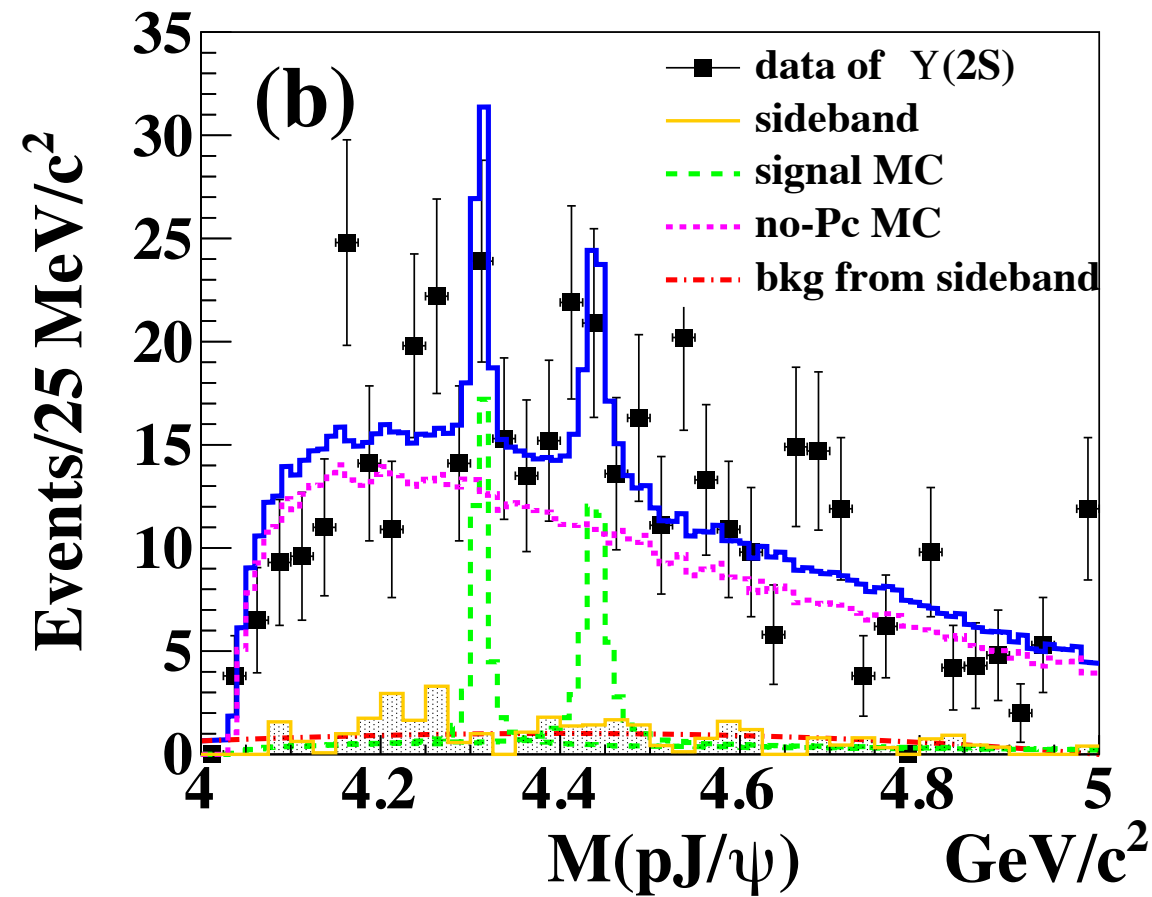 (b)
data of ϒ(2S)
sideband
signal MC
no-Pc MC
bkg from sideband
Events/25 MeV/c²
35
30
25
20
15
10
5
0
4 4.2 4.4 4.6 4.8 5
M(pJ/ψ) GeV/c²